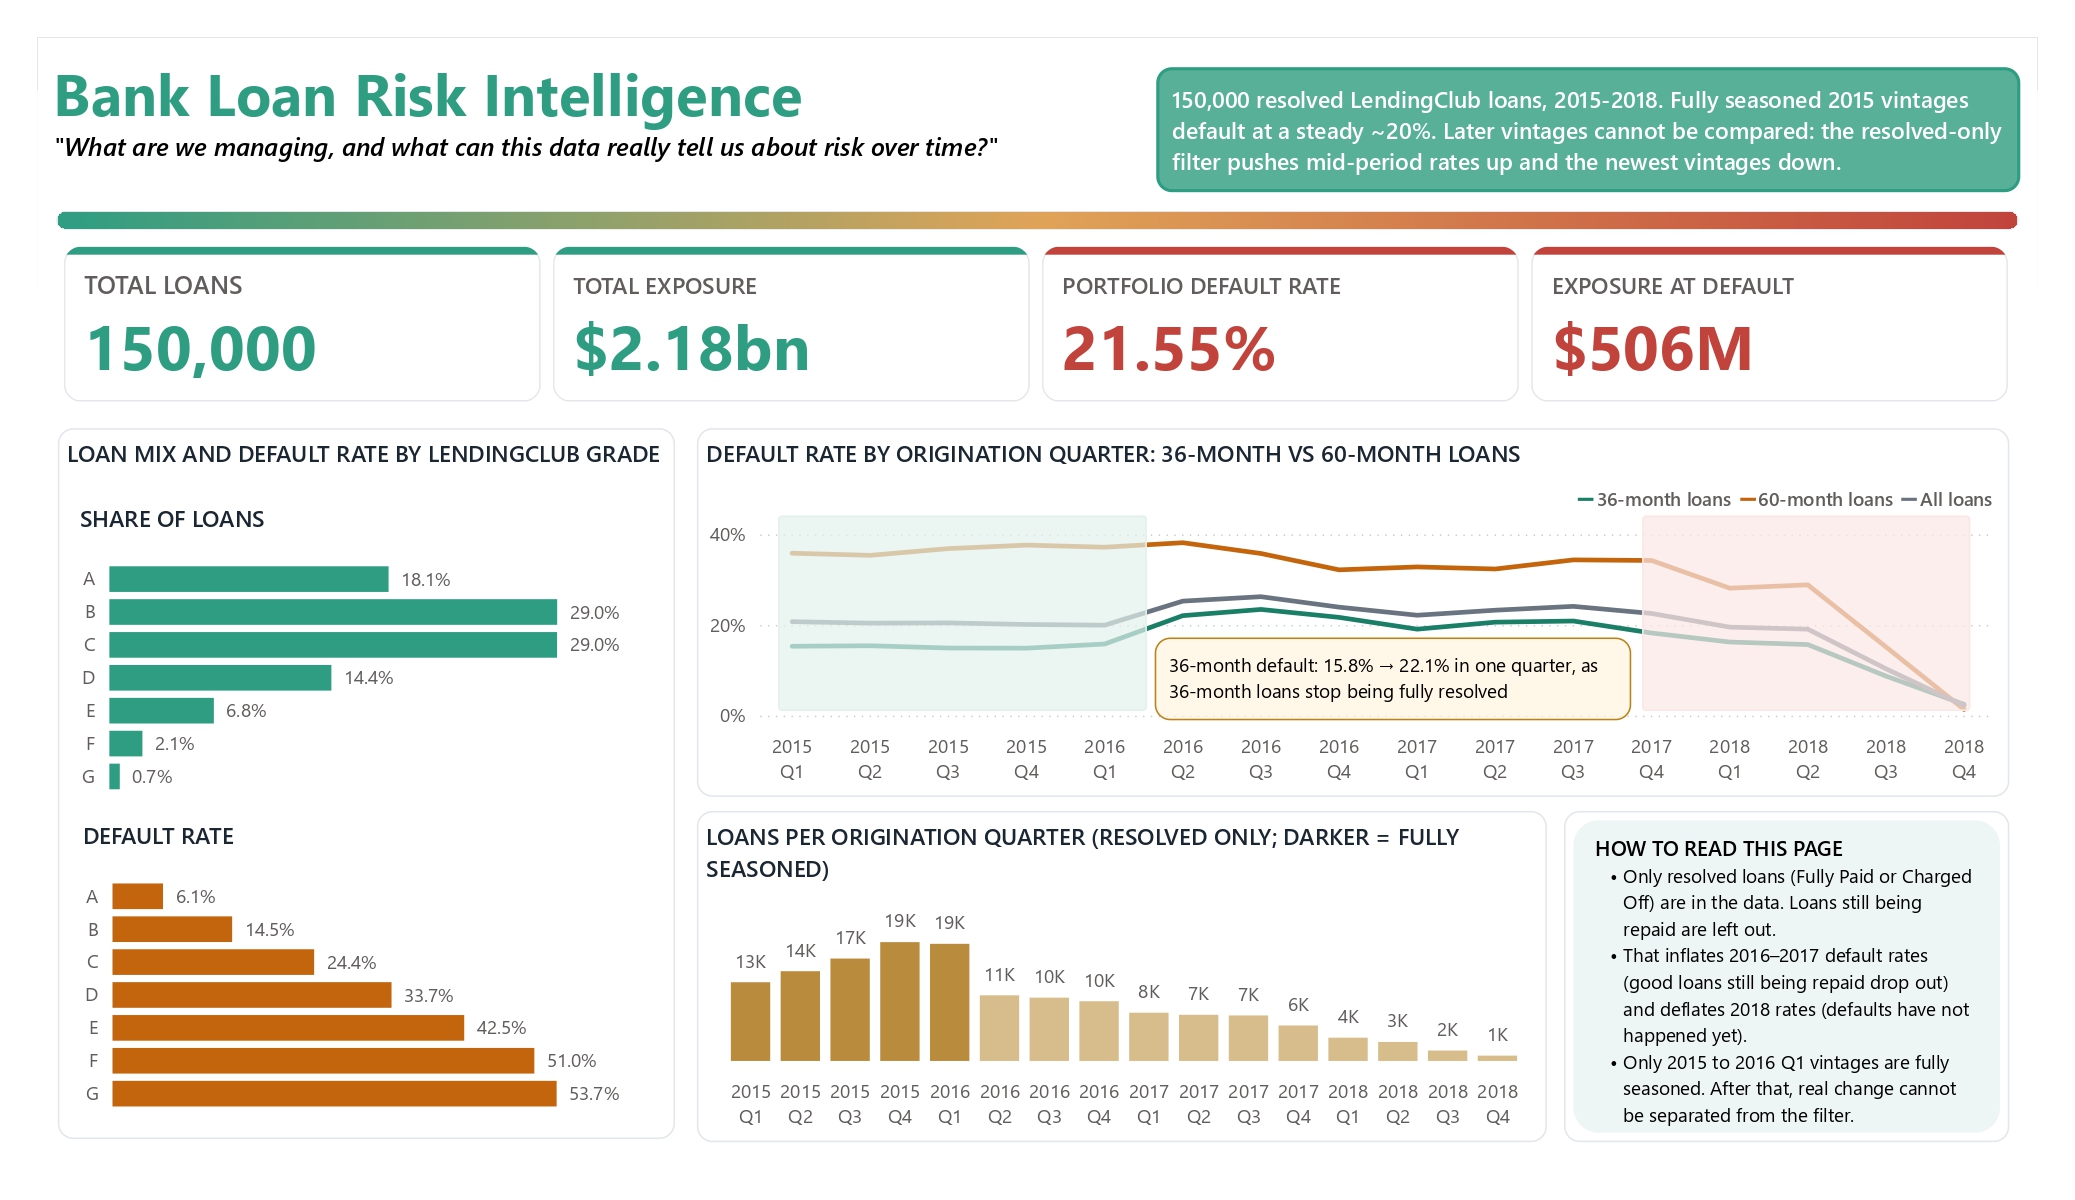 Bank Loan Risk Intelligence
"What are we managing, and what can this data really tell us about risk over time?"
150,000 resolved LendingClub loans, 2015-2018. Fully seasoned 2015 vintages
default at a steady ~20%. Later vintages cannot be compared: the resolved-only
filter pushes mid-period rates up and the newest vintages down.
TOTAL LOANS
150,000
TOTAL EXPOSURE
$2.18bn
PORTFOLIO DEFAULT RATE
21.55%
EXPOSURE AT DEFAULT
$506M
LOAN MIX AND DEFAULT RATE BY LENDINGCLUB GRADE
SHARE OF LOANS
A 18.1%
B 29.0%
C 29.0%
D 14.4%
E 6.8%
F 2.1%
G 0.7%
DEFAULT RATE
A 6.1%
B 14.5%
C 24.4%
D 33.7%
E 42.5%
F 51.0%
G 53.7%
DEFAULT RATE BY ORIGINATION QUARTER: 36-MONTH VS 60-MONTH LOANS
36-month loans 60-month loans All loans
40%
20%
0%
36-month default: 15.8% → 22.1% in one quarter, as
36-month loans stop being fully resolved
2015 2015 2015 2015 2016 2016 2016 2016 2017 2017 2017 2017 2018 2018 2018 2018
Q1 Q2 Q3 Q4 Q1 Q2 Q3 Q4 Q1 Q2 Q3 Q4 Q1 Q2 Q3 Q4
LOANS PER ORIGINATION QUARTER (RESOLVED ONLY; DARKER = FULLY
SEASONED)
13K 14K 17K 19K 19K 11K 10K 10K 8K 7K 7K 6K 4K 3K 2K 1K
2015 2015 2015 2015 2016 2016 2016 2016 2017 2017 2017 2017 2018 2018 2018 2018
Q1 Q2 Q3 Q4 Q1 Q2 Q3 Q4 Q1 Q2 Q3 Q4 Q1 Q2 Q3 Q4
HOW TO READ THIS PAGE
• Only resolved loans (Fully Paid or Charged
Off) are in the data. Loans still being
repaid are left out.
• That inflates 2016–2017 default rates
(good loans still being repaid drop out)
and deflates 2018 rates (defaults have not
happened yet).
• Only 2015 to 2016 Q1 vintages are fully
seasoned. After that, real change cannot
be separated from the filter.